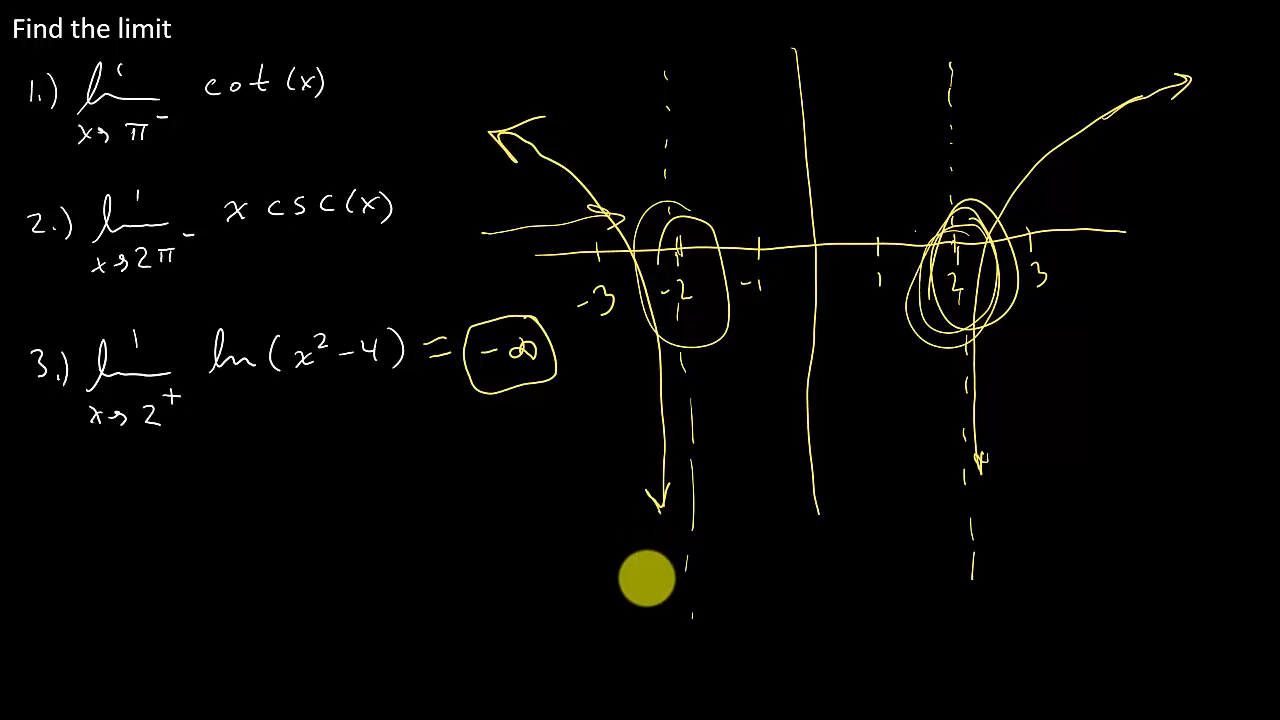 Find the limit
1.) lim cot(x)
x→π⁻
2.) lim x csc(x)
x→2π⁻
3.) lim ln(x²-4) = -∞
x→2⁺
-3 -2 -1 1 2 3